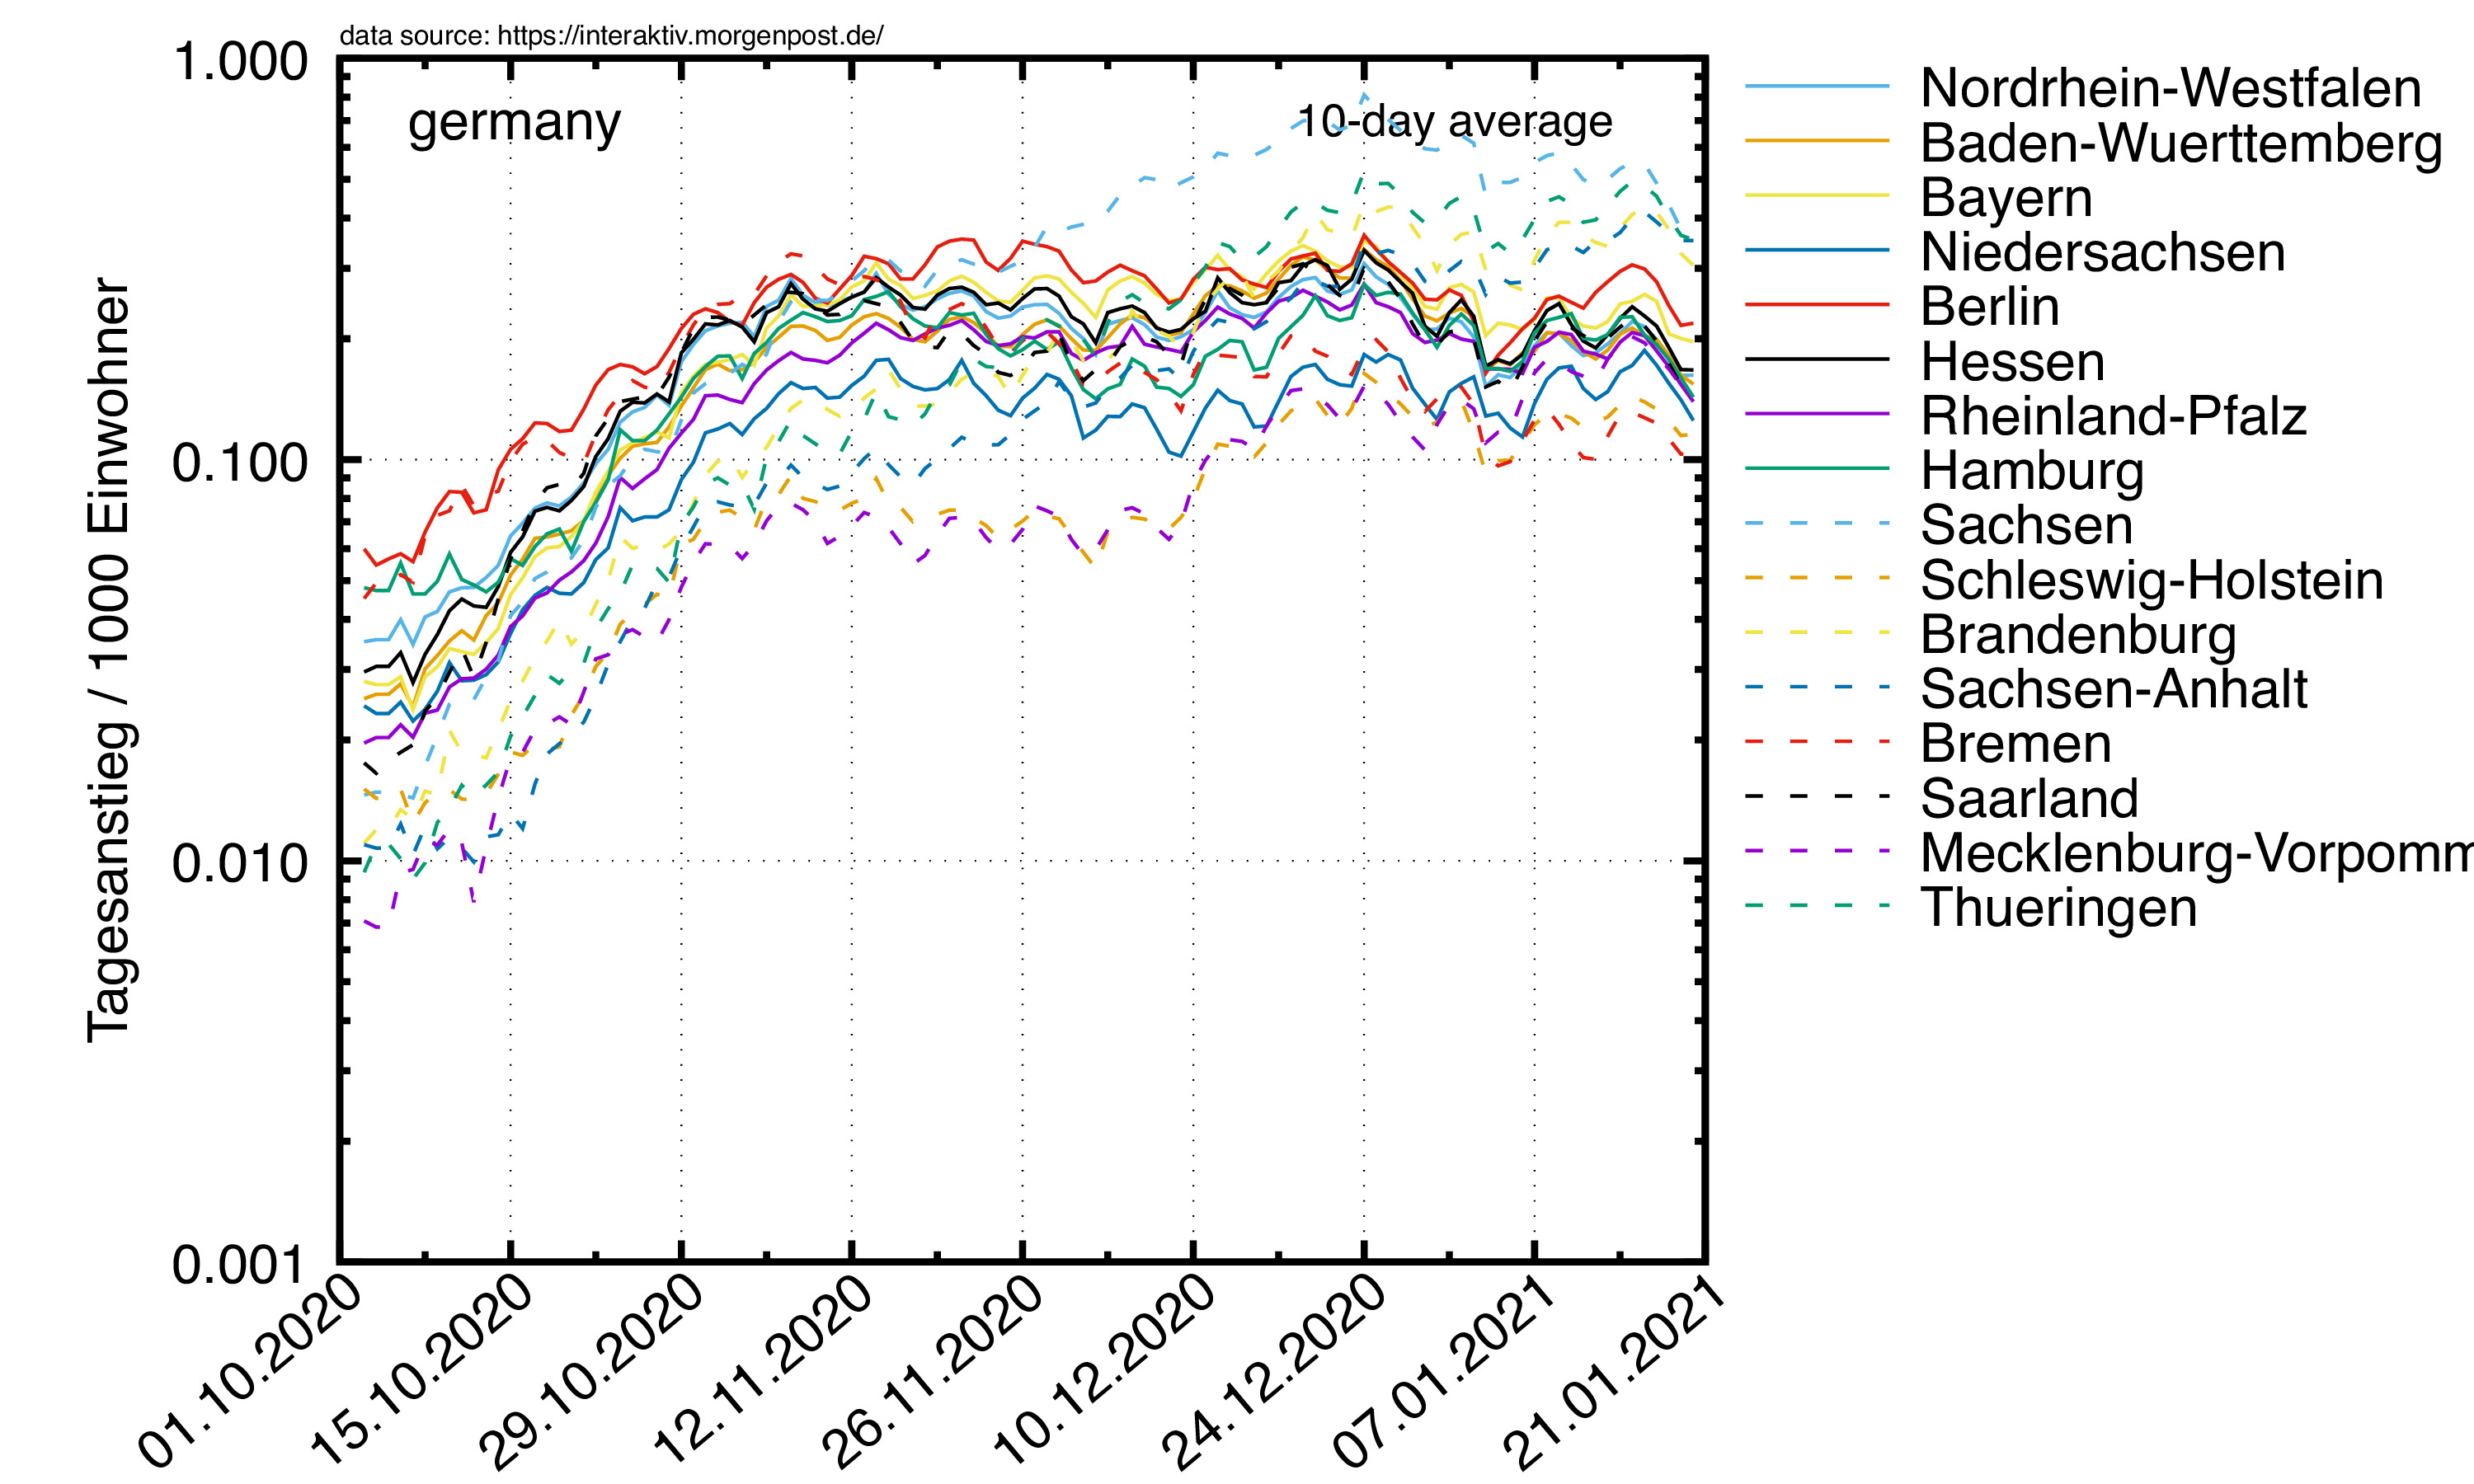 data source: https://interaktiv.morgenpost.de/
germany
10-day average
Tagesanstieg / 1000 Einwohner
1.000
0.100
0.010
0.001
01.10.2020
15.10.2020
29.10.2020
12.11.2020
26.11.2020
10.12.2020
24.12.2020
07.01.2021
21.01.2021
Nordrhein-Westfalen
Baden-Wuerttemberg
Bayern
Niedersachsen
Berlin
Hessen
Rheinland-Pfalz
Hamburg
Sachsen
Schleswig-Holstein
Brandenburg
Sachsen-Anhalt
Bremen
Saarland
Mecklenburg-Vorpomm
Thueringen